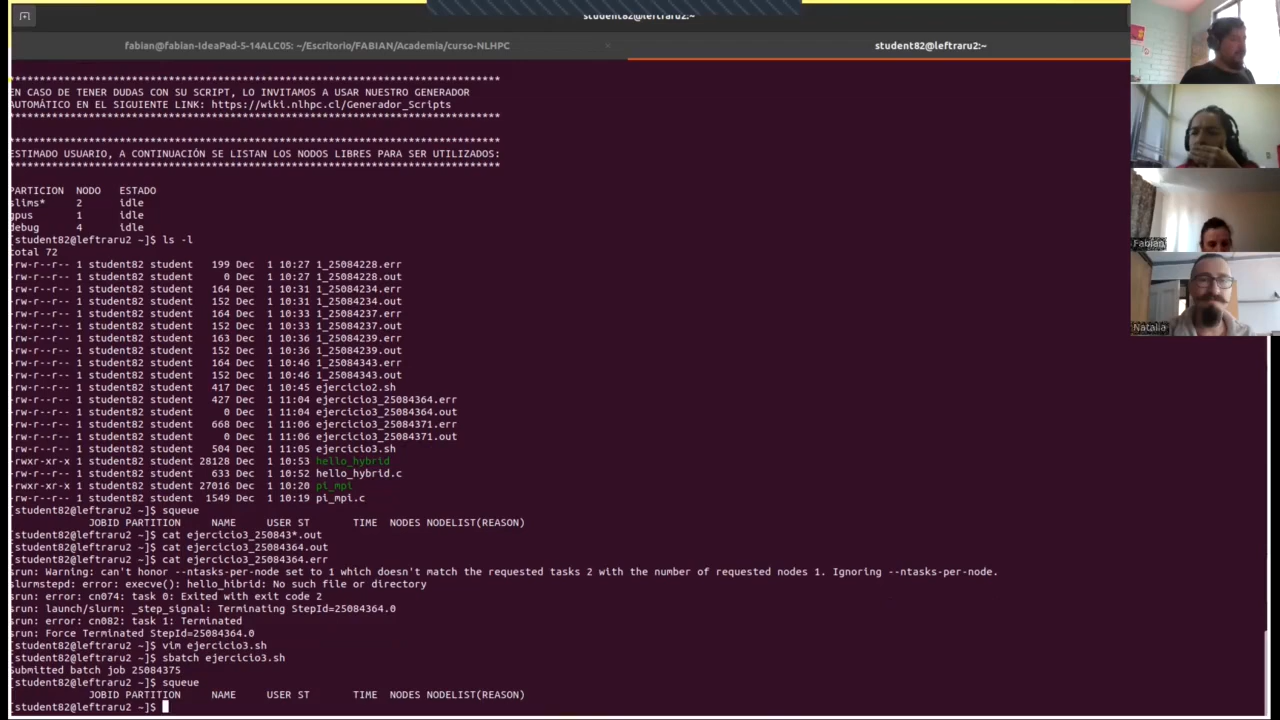 student82@leftraru2:~
fabian@fabian-IdeaPad-5-14ALC05: ~/Escritorio/FABIAN/Academia/curso-NLHPC
student82@leftraru2:~
********************************************************************************
EN CASO DE TENER DUDAS CON SU SCRIPT, LO INVITAMOS A USAR NUESTRO GENERADOR
AUTOMÁTICO EN EL SIGUIENTE LINK: https://wiki.nlhpc.cl/Generador_Scripts
********************************************************************************
********************************************************************************
ESTIMADO USUARIO, A CONTINUACIÓN SE LISTAN LOS NODOS LIBRES PARA SER UTILIZADOS:
********************************************************************************
PARTICION NODO ESTADO
slims* 2 idle
gpus 1 idle
debug 4 idle
[student82@leftraru2 ~]$ ls -l
total 72
-rw-r--r-- 1 student82 student 199 Dec 1 10:27 1_25084228.err
-rw-r--r-- 1 student82 student 0 Dec 1 10:27 1_25084228.out
-rw-r--r-- 1 student82 student 164 Dec 1 10:31 1_25084234.err
-rw-r--r-- 1 student82 student 152 Dec 1 10:31 1_25084234.out
-rw-r--r-- 1 student82 student 164 Dec 1 10:33 1_25084237.err
-rw-r--r-- 1 student82 student 152 Dec 1 10:33 1_25084237.out
-rw-r--r-- 1 student82 student 163 Dec 1 10:36 1_25084239.err
-rw-r--r-- 1 student82 student 152 Dec 1 10:36 1_25084239.out
-rw-r--r-- 1 student82 student 164 Dec 1 10:46 1_25084343.err
-rw-r--r-- 1 student82 student 152 Dec 1 10:46 1_25084343.out
-rw-r--r-- 1 student82 student 417 Dec 1 10:45 ejercicio2.sh
-rw-r--r-- 1 student82 student 427 Dec 1 11:04 ejercicio3_25084364.err
-rw-r--r-- 1 student82 student 0 Dec 1 11:04 ejercicio3_25084364.out
-rw-r--r-- 1 student82 student 668 Dec 1 11:06 ejercicio3_25084371.err
-rw-r--r-- 1 student82 student 0 Dec 1 11:06 ejercicio3_25084371.out
-rw-r--r-- 1 student82 student 504 Dec 1 11:05 ejercicio3.sh
-rwxr-xr-x 1 student82 student 28128 Dec 1 10:53 hello_hybrid
-rw-r--r-- 1 student82 student 633 Dec 1 10:52 hello_hybrid.c
-rwxr-xr-x 1 student82 student 27016 Dec 1 10:20 pi_mpi
-rw-r--r-- 1 student82 student 1549 Dec 1 10:19 pi_mpi.c
[student82@leftraru2 ~]$ squeue
JOBID PARTITION NAME USER ST TIME NODES NODELIST(REASON)
[student82@leftraru2 ~]$ cat ejercicio3_250843*.out
[student82@leftraru2 ~]$ cat ejercicio3_25084364.out
[student82@leftraru2 ~]$ cat ejercicio3_25084364.err
srun: Warning: can't honor --ntasks-per-node set to 1 which doesn't match the requested tasks 2 with the number of requested nodes 1. Ignoring --ntasks-per-node.
slurmstepd: error: execve(): hello_hibrid: No such file or directory
srun: error: cn074: task 0: Exited with exit code 2
srun: launch/slurm: _step_signal: Terminating StepId=25084364.0
srun: error: cn082: task 1: Terminated
srun: Force Terminated StepId=25084364.0
[student82@leftraru2 ~]$ vim ejercicio3.sh
[student82@leftraru2 ~]$ sbatch ejercicio3.sh
Submitted batch job 25084375
[student82@leftraru2 ~]$ squeue
JOBID PARTITION NAME USER ST TIME NODES NODELIST(REASON)
[student82@leftraru2 ~]$
Fabian
Natalia